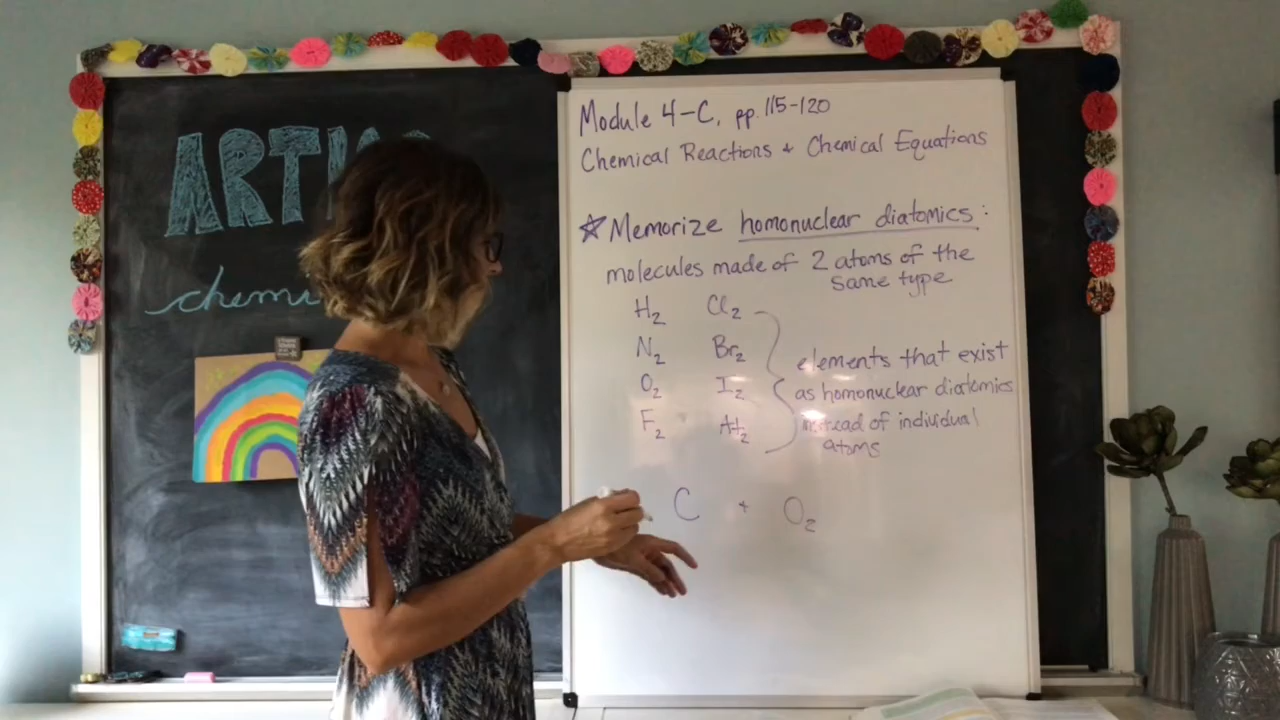 ARTI
chemi
Module 4-C, pp. 115-120
Chemical Reactions + Chemical Equations
☆ Memorize homonuclear diatomics:
molecules made of 2 atoms of the
same type
H₂ Cl₂
N₂ Br₂
O₂ I₂
F₂ At₂
elements that exist
as homonuclear diatomics
instead of individual
atoms
C + O₂